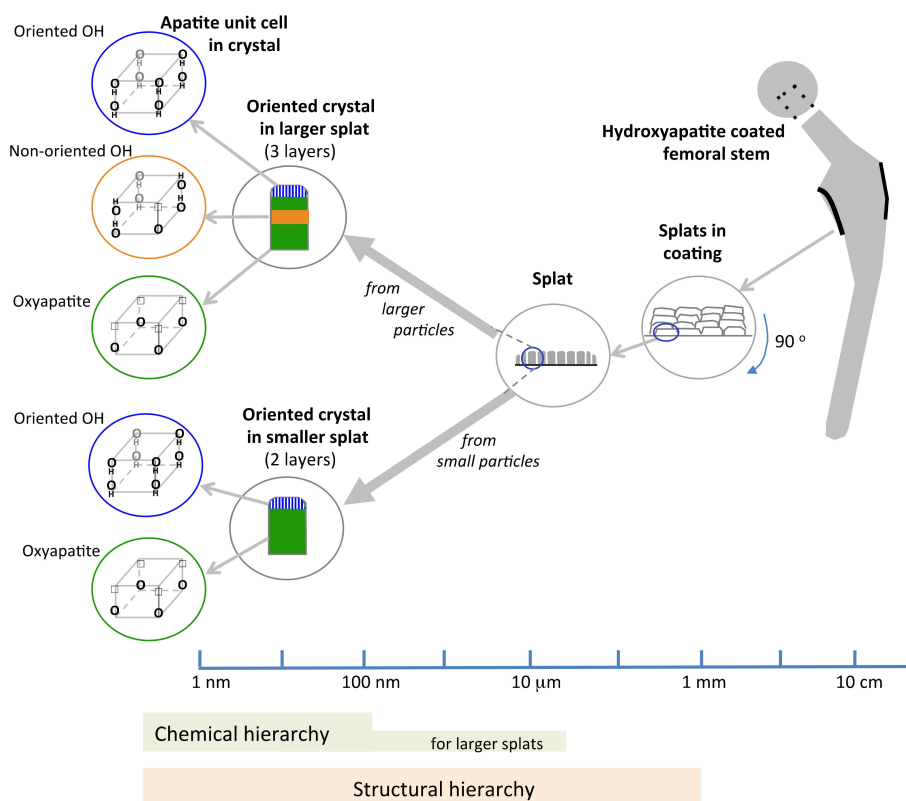 Oriented OH
Apatite unit cell
in crystal
Oriented crystal
in larger splat
(3 layers)
Non-oriented OH
Oxyapatite
Hydroxyapatite coated
femoral stem
Splats in
coating
90 º
Splat
from
larger
particles
from
small particles
Oriented OH
Oriented crystal
in smaller splat
(2 layers)
Oxyapatite
1 nm
100 nm
10 μm
1 mm
10 cm
Chemical hierarchy
for larger splats
Structural hierarchy